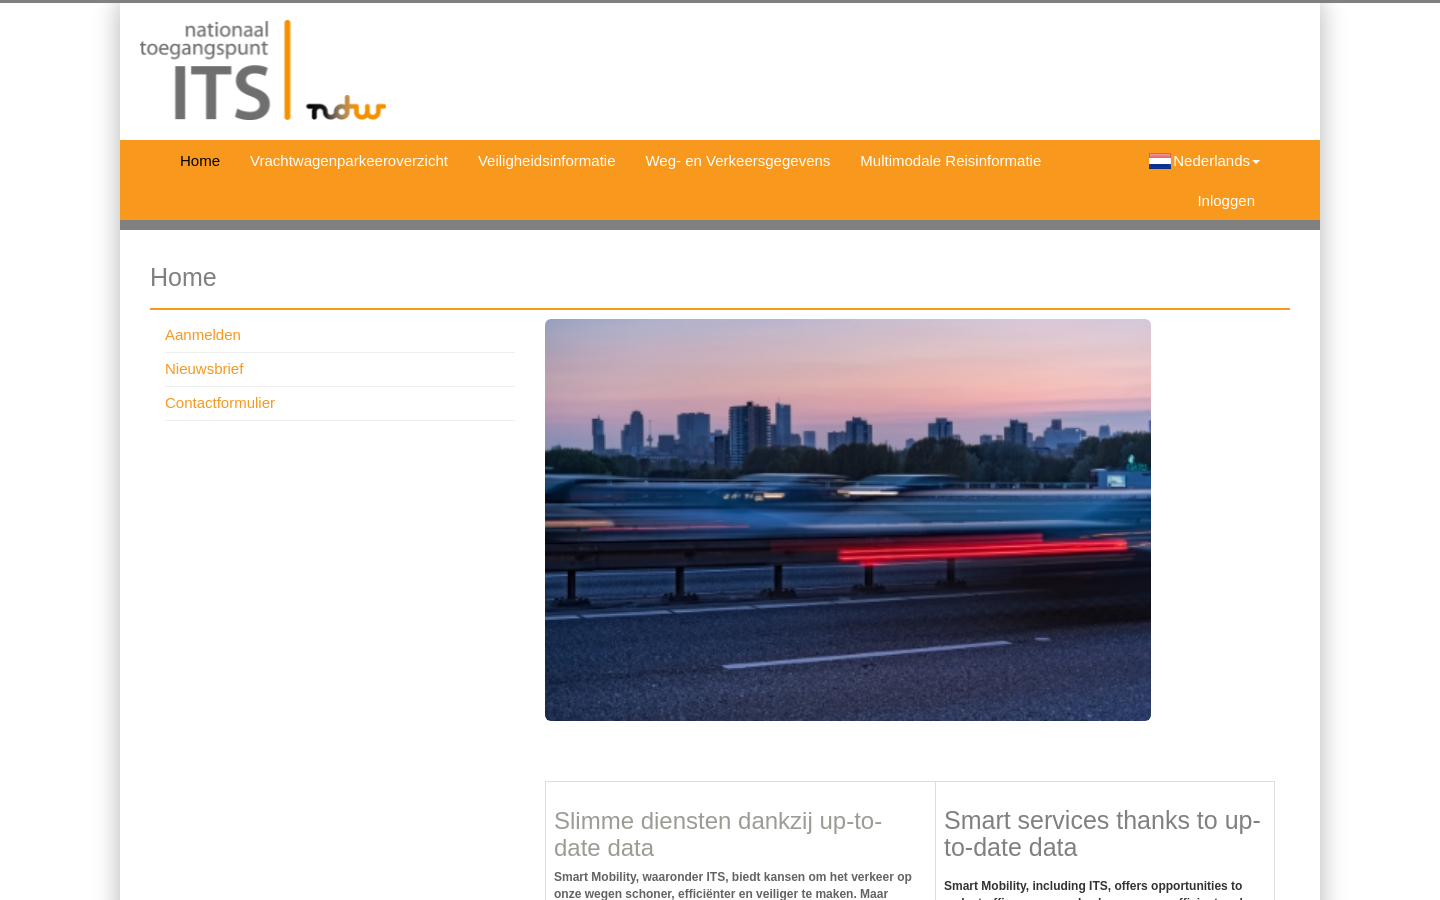 nationaal
toegangspunt
ITS
ndw
Home
Vrachtwagenparkeeroverzicht
Veiligheidsinformatie
Weg- en Verkeersgegevens
Multimodale Reisinformatie
Nederlands
Inloggen
Home
Aanmelden
Nieuwsbrief
Contactformulier
Slimme diensten dankzij up-to-
date data
Smart Mobility, waaronder ITS, biedt kansen om het verkeer op
onze wegen schoner, efficiënter en veiliger te maken. Maar
Smart services thanks to up-
to-date data
Smart Mobility, including ITS, offers opportunities to